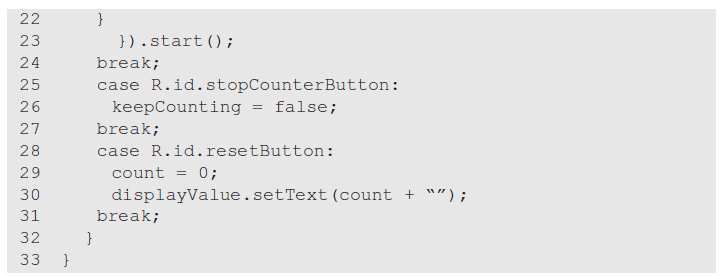 22      }
23        }).start();
24      break;
25      case R.id.stopCounterButton:
26       keepCounting = false;
27      break;
28      case R.id.resetButton:
29       count = 0;
30       displayValue.setText(count + “”);
31      break;
32     }
33   }